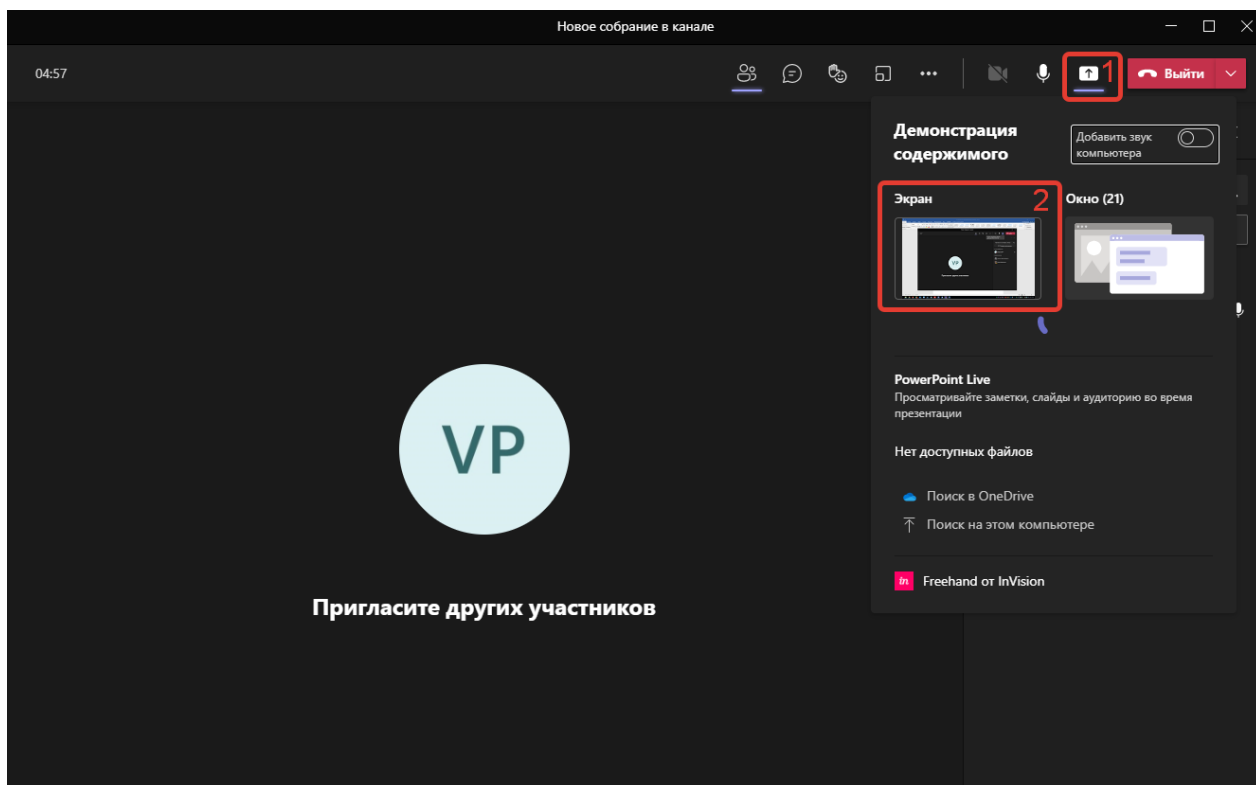 Новое собрание в канале
04:57
1
Выйти
Демонстрация
содержимого
Добавить звук
компьютера
Экран
2
Окно (21)
VP
PowerPoint Live
Просматривайте заметки, слайды и аудиторию во время
презентации
Нет доступных файлов
Поиск в OneDrive
Поиск на этом компьютере
in
Freehand от InVision
VP
Пригласите других участников